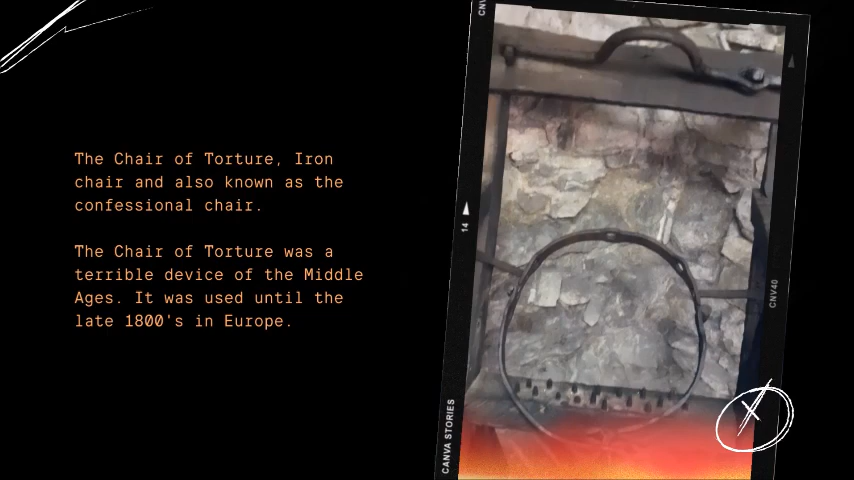 The Chair of Torture, Iron
chair and also known as the
confessional chair.
The Chair of Torture was a
terrible device of the Middle
Ages. It was used until the
late 1800's in Europe.
14
CANVA STORIES
CNV40